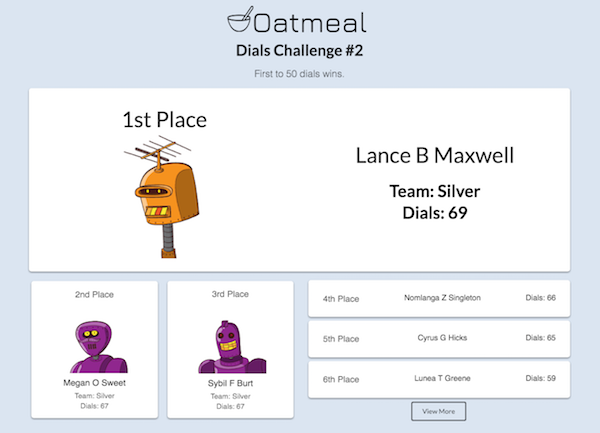 Oatmeal
Dials Challenge #2
First to 50 dials wins.
1st Place
Lance B Maxwell
Team: Silver
Dials: 69
2nd Place
Megan O Sweet
Team: Silver
Dials: 67
3rd Place
Sybil F Burt
Team: Silver
Dials: 67
4th Place Nomlanga Z Singleton Dials: 66
5th Place Cyrus G Hicks Dials: 65
6th Place Lunea T Greene Dials: 59
View More